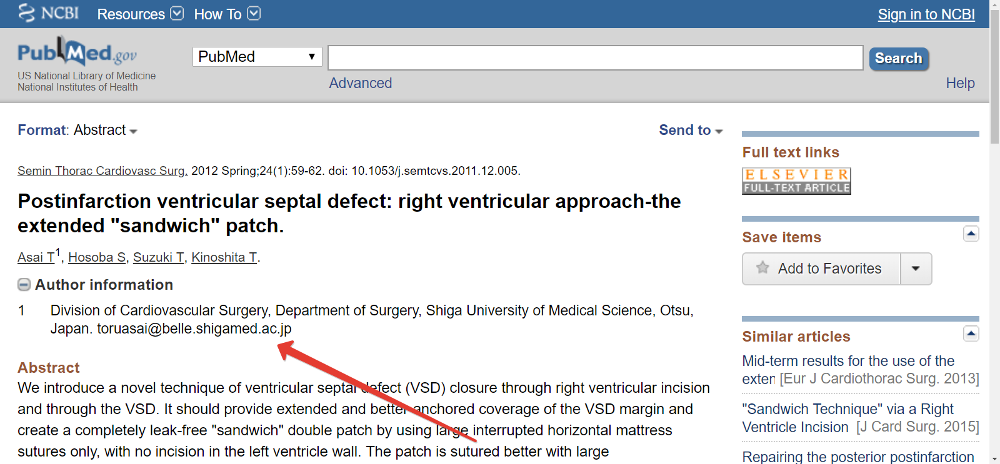 NCBI Resources How To Sign in to NCBI
PubMed.gov
US National Library of Medicine
National Institutes of Health
PubMed
Search
Advanced
Help
Format: Abstract
Send to
Semin Thorac Cardiovasc Surg. 2012 Spring;24(1):59-62. doi: 10.1053/j.semtcvs.2011.12.005.
Postinfarction ventricular septal defect: right ventricular approach-the
extended "sandwich" patch.
Asai T1, Hosoba S, Suzuki T, Kinoshita T.
Author information
1 Division of Cardiovascular Surgery, Department of Surgery, Shiga University of Medical Science, Otsu,
Japan. toruasai@belle.shigamed.ac.jp
Abstract
We introduce a novel technique of ventricular septal defect (VSD) closure through right ventricular incision
and through the VSD. It should provide extended and better-anchored coverage of the VSD margin and
create a completely leak-free "sandwich" double patch by using large interrupted horizontal mattress
sutures only, with no incision in the left ventricle wall. The patch is sutured better with large
Full text links
ELSEVIER
FULL-TEXT ARTICLE
Save items
Add to Favorites
Similar articles
Mid-term results for the use of the
exten [Eur J Cardiothorac Surg. 2013]
"Sandwich Technique" via a Right
Ventricle Incision [J Card Surg. 2015]
Repairing the posterior postinfarction